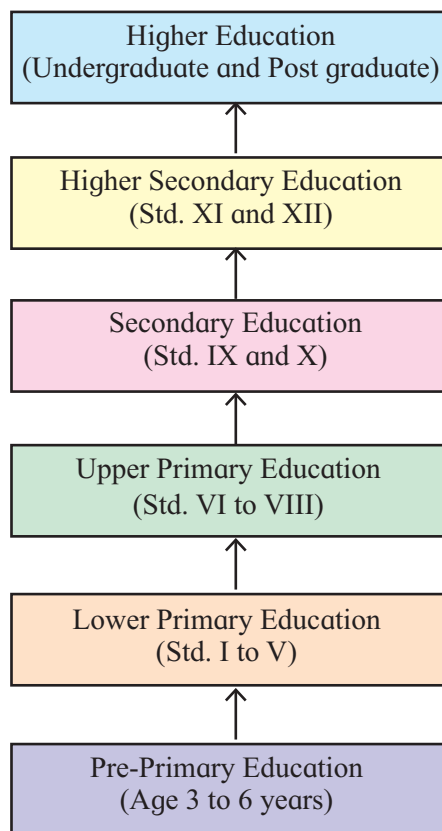 Higher Education
(Undergraduate and Post graduate)
Higher Secondary Education
(Std. XI and XII)
Secondary Education
(Std. IX and X)
Upper Primary Education
(Std. VI to VIII)
Lower Primary Education
(Std. I to V)
Pre-Primary Education
(Age 3 to 6 years)